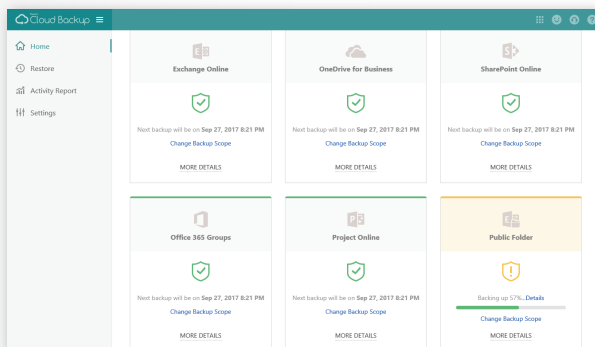 Cloud Backup
Home
Restore
Activity Report
Settings
Exchange Online
Next backup will be on Sep 27, 2017 8:21 PM
Change Backup Scope
MORE DETAILS
OneDrive for Business
Next backup will be on Sep 27, 2017 8:21 PM
Change Backup Scope
MORE DETAILS
SharePoint Online
Next backup will be on Sep 27, 2017 8:21 PM
Change Backup Scope
MORE DETAILS
Office 365 Groups
Next backup will be on Sep 27, 2017 8:21 PM
Change Backup Scope
MORE DETAILS
Project Online
Next backup will be on Sep 27, 2017 8:21 PM
Change Backup Scope
MORE DETAILS
Public Folder
Backing up 57%...Details
Change Backup Scope
MORE DETAILS